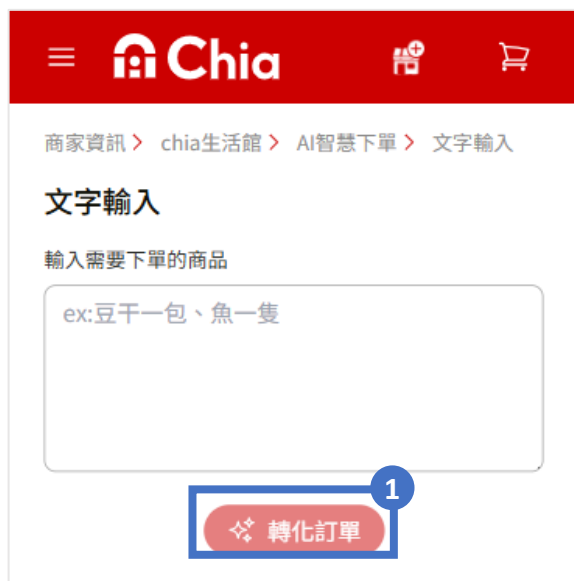 Chia
商家資訊 > chia生活館 > AI智慧下單 > 文字輸入
文字輸入
輸入需要下單的商品
ex:豆干一包、魚一隻
1
轉化訂單